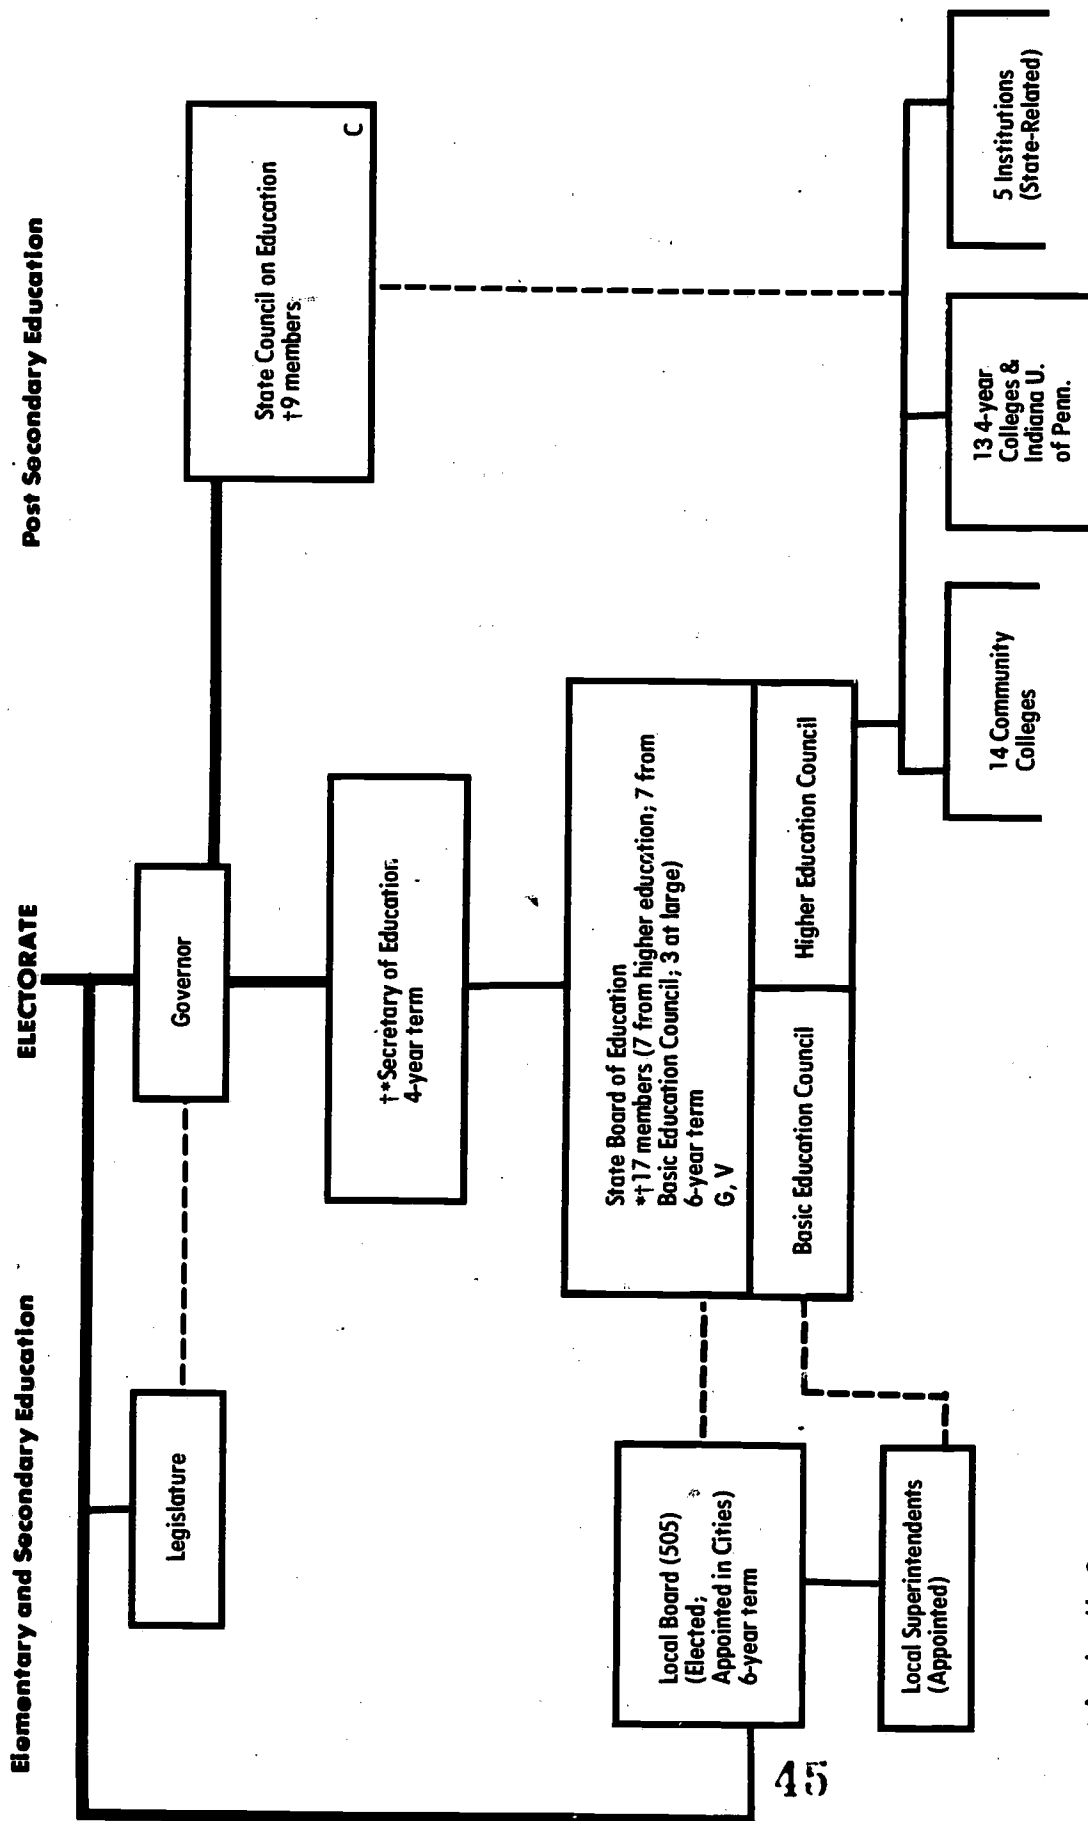 Elementary and Secondary Education
ELECTORATE
Post Secondary Education
Legislature
Governor
State Council on Education
†9 members
C
†*Secretary of Education
4-year term
State Board of Education
*†17 members (7 from higher education; 7 from
Basic Education Council; 3 at large)
6-year term
G, V
Basic Education Council
Higher Education Council
Local Board (505)
(Elected;
Appointed in Cities)
6-year term
Local Superintendents
(Appointed)
14 Community
Colleges
13 4-year
Colleges &
Indiana U.
of Penn.
5 Institutions
(State-Related)
45